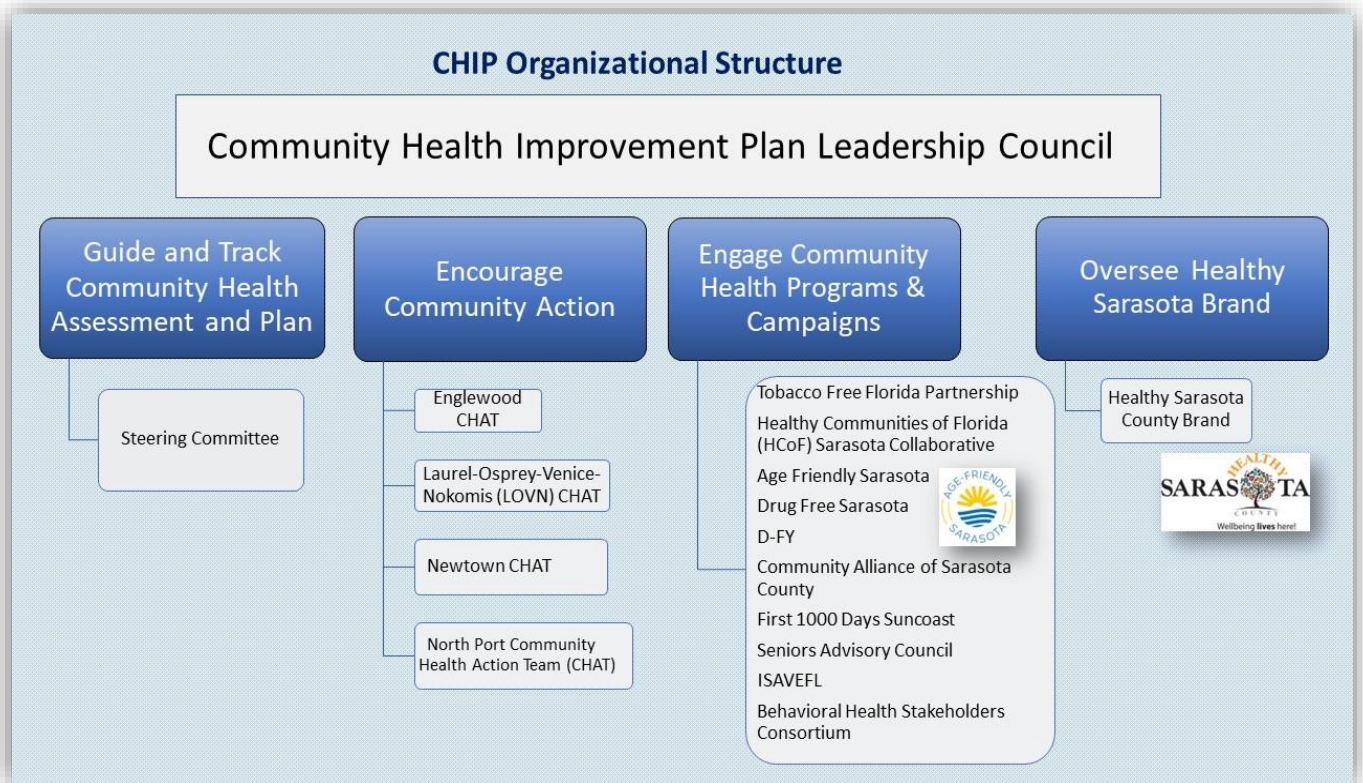 CHIP Organizational Structure
Community Health Improvement Plan Leadership Council
Guide and Track
Community Health
Assessment and Plan
Steering Committee
Encourage
Community Action
Englewood
CHAT
Laurel-Osprey-Venice-
Nokomis (LOVN) CHAT
Newtown CHAT
North Port Community
Health Action Team (CHAT)
Engage Community
Health Programs &
Campaigns
Tobacco Free Florida Partnership
Healthy Communities of Florida
(HCoF) Sarasota Collaborative
Age Friendly Sarasota
Drug Free Sarasota
D-FY
Community Alliance of Sarasota
County
First 1000 Days Suncoast
Seniors Advisory Council
ISAVEFL
Behavioral Health Stakeholders
Consortium
AGE-FRIENDLY
SARASOTA
Oversee Healthy
Sarasota Brand
Healthy Sarasota
County Brand
HEALTHY
SARASOTA
COUNTY
Wellbeing lives here!